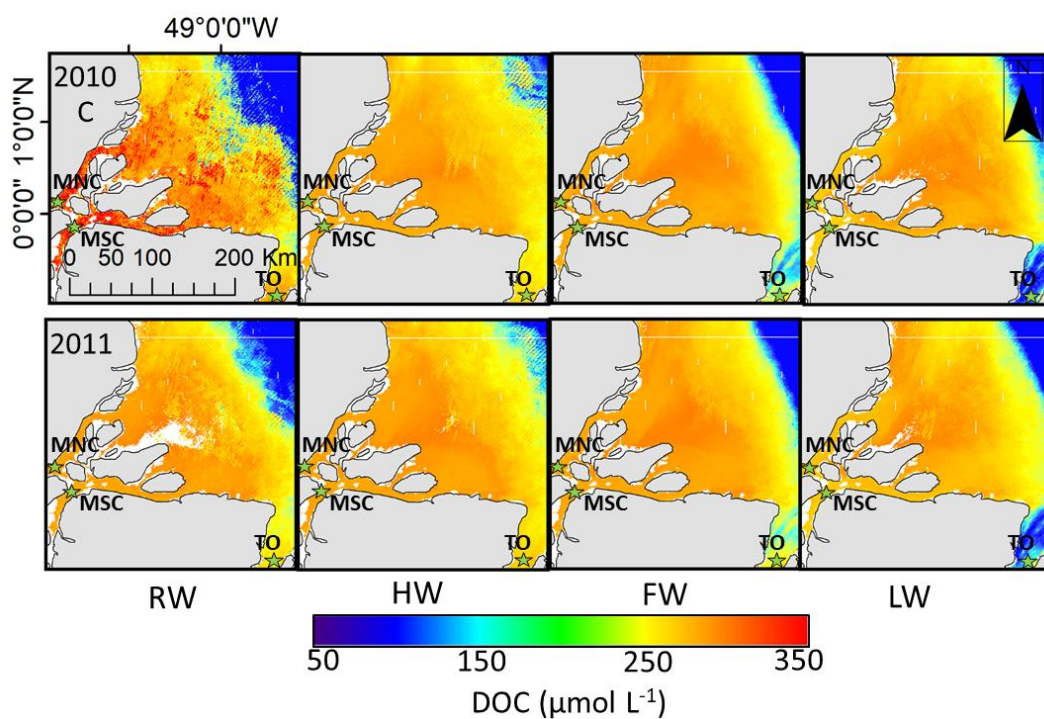 49°0'0"W
0°0'0" 1°0'0"N
2010
C
MNC
MSC
0 50 100 200 Km
TO
MNC
MSC
TO
MNC
MSC
TO
N
MNC
MSC
TO
2011
MNC
MSC
TO
MNC
MSC
TO
MNC
MSC
TO
MNC
MSC
TO
RW HW FW LW
50 150 250 350
DOC (μmol L⁻¹)